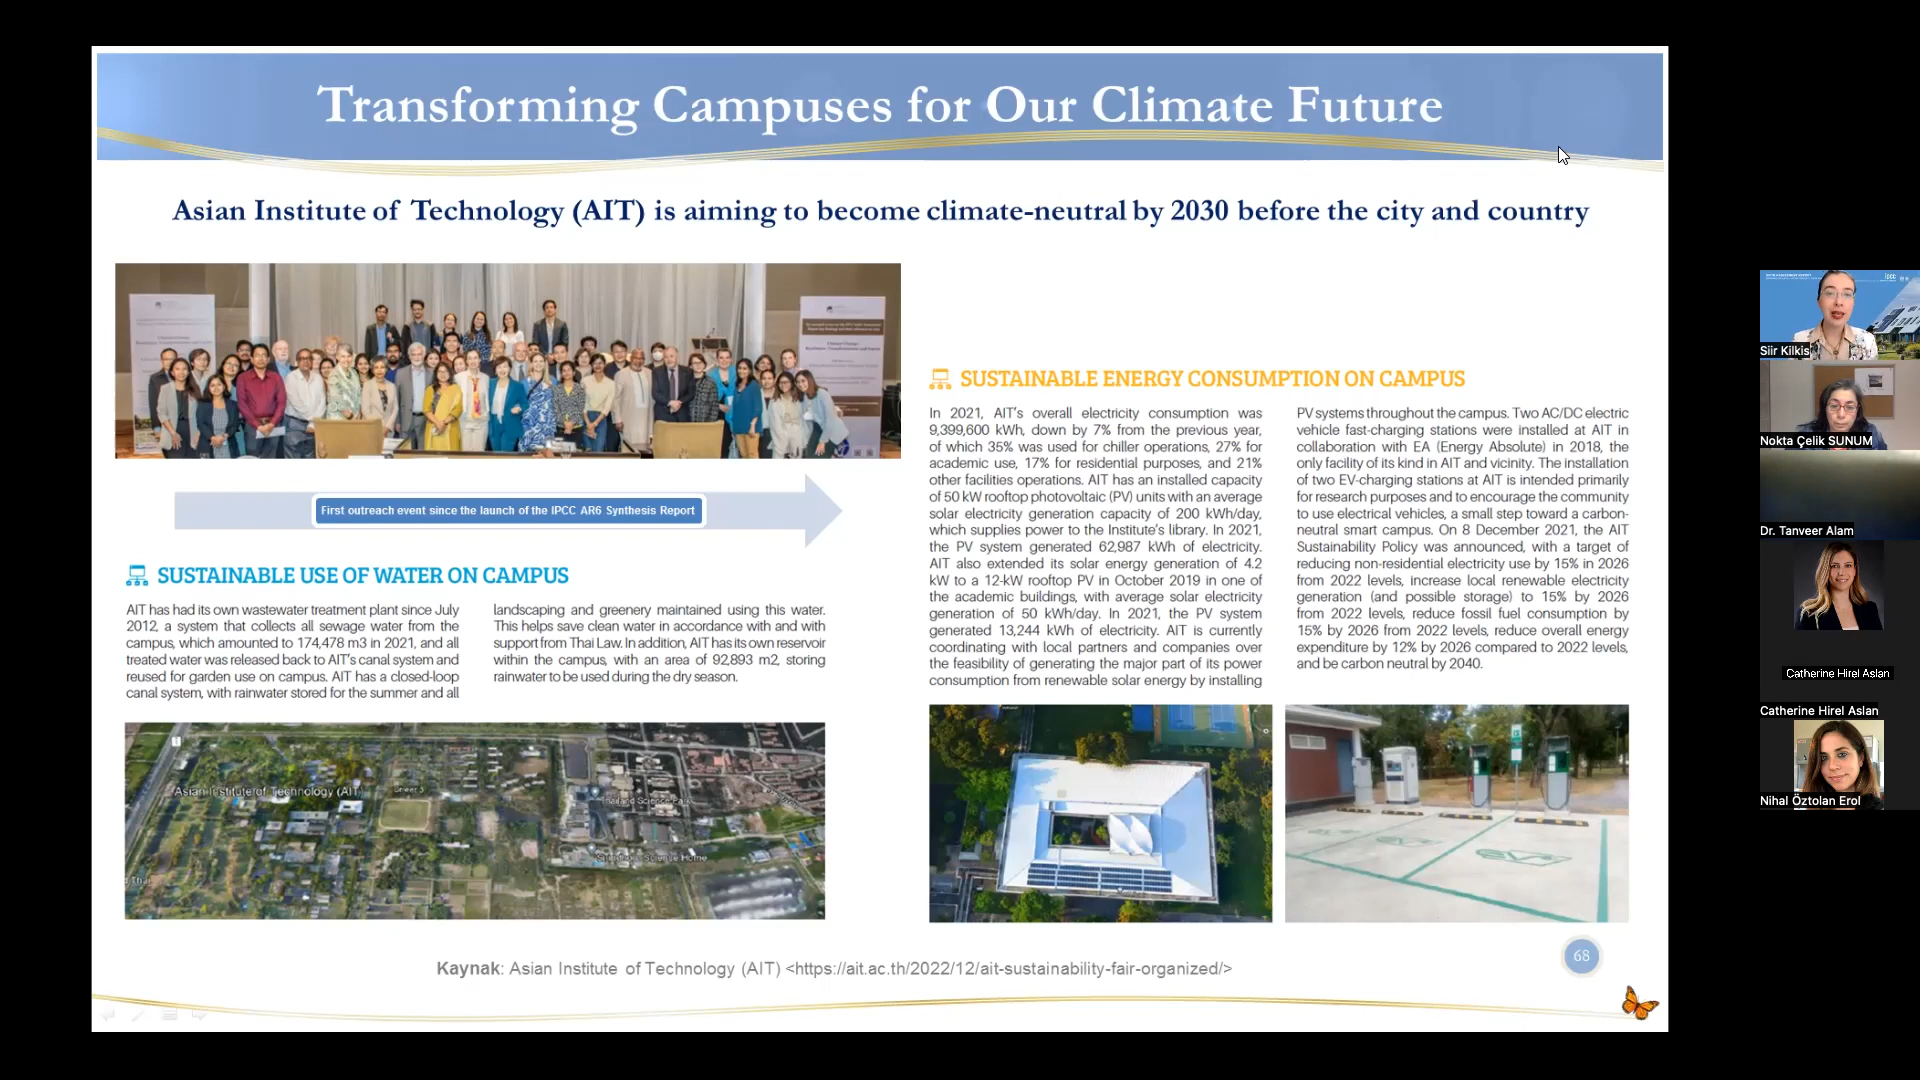 Transforming Campuses for Our Climate Future
Asian Institute of Technology (AIT) is aiming to become climate-neutral by 2030 before the city and country
First outreach event since the launch of the IPCC AR6 Synthesis Report
SUSTAINABLE USE OF WATER ON CAMPUS
AIT has had its own wastewater treatment plant since July
2012, a system that collects all sewage water from the
campus, which amounted to 174,478 m3 in 2021, and all
treated water was released back to AIT's canal system and
reused for garden use on campus. AIT has a closed-loop
canal system, with rainwater stored for the summer and all
landscaping and greenery maintained using this water.
This helps save clean water in accordance with and with
support from Thai Law. In addition, AIT has its own reservoir
within the campus, with an area of 92,893 m2, storing
rainwater to be used during the dry season.
Asian Institute of Technology (AIT)
Thailand Science Park
SUSTAINABLE ENERGY CONSUMPTION ON CAMPUS
In 2021, AIT's overall electricity consumption was
9,399,600 kWh, down by 7% from the previous year,
of which 35% was used for chiller operations, 27% for
academic use, 17% for residential purposes, and 21%
other facilities operations. AIT has an installed capacity
of 50 kW rooftop photovoltaic (PV) units with an average
solar electricity generation capacity of 200 kWh/day,
which supplies power to the Institute's library. In 2021,
the PV system generated 62,987 kWh of electricity.
AIT also extended its solar energy generation of 4.2
kW to a 12-kW rooftop PV in October 2019 in one of
the academic buildings, with average solar electricity
generation of 50 kWh/day. In 2021, the PV system
generated 13,244 kWh of electricity. AIT is currently
coordinating with local partners and companies over
the feasibility of generating the major part of its power
consumption from renewable solar energy by installing
PV systems throughout the campus. Two AC/DC electric
vehicle fast-charging stations were installed at AIT in
collaboration with EA (Energy Absolute) in 2018, the
only facility of its kind in AIT and vicinity. The installation
of two EV-charging stations at AIT is intended primarily
for research purposes and to encourage the community
to use electrical vehicles, a small step toward a carbon-
neutral smart campus. On 8 December 2021, the AIT
Sustainability Policy was announced, with a target of
reducing non-residential electricity use by 15% in 2026
from 2022 levels, increase local renewable electricity
generation (and possible storage) to 15% by 2026
from 2022 levels, reduce fossil fuel consumption by
15% by 2026 from 2022 levels, reduce overall energy
expenditure by 12% by 2026 compared to 2022 levels,
and be carbon neutral by 2040.
Kaynak: Asian Institute of Technology (AIT) <https://ait.ac.th/2022/12/ait-sustainability-fair-organized/>
68
ipcc
Siir Kilkis
Nokta Çelik SUNUM
Dr. Tanveer Alam
Catherine Hirel Aslan
Catherine Hirel Aslan
Nihal Öztolan Erol